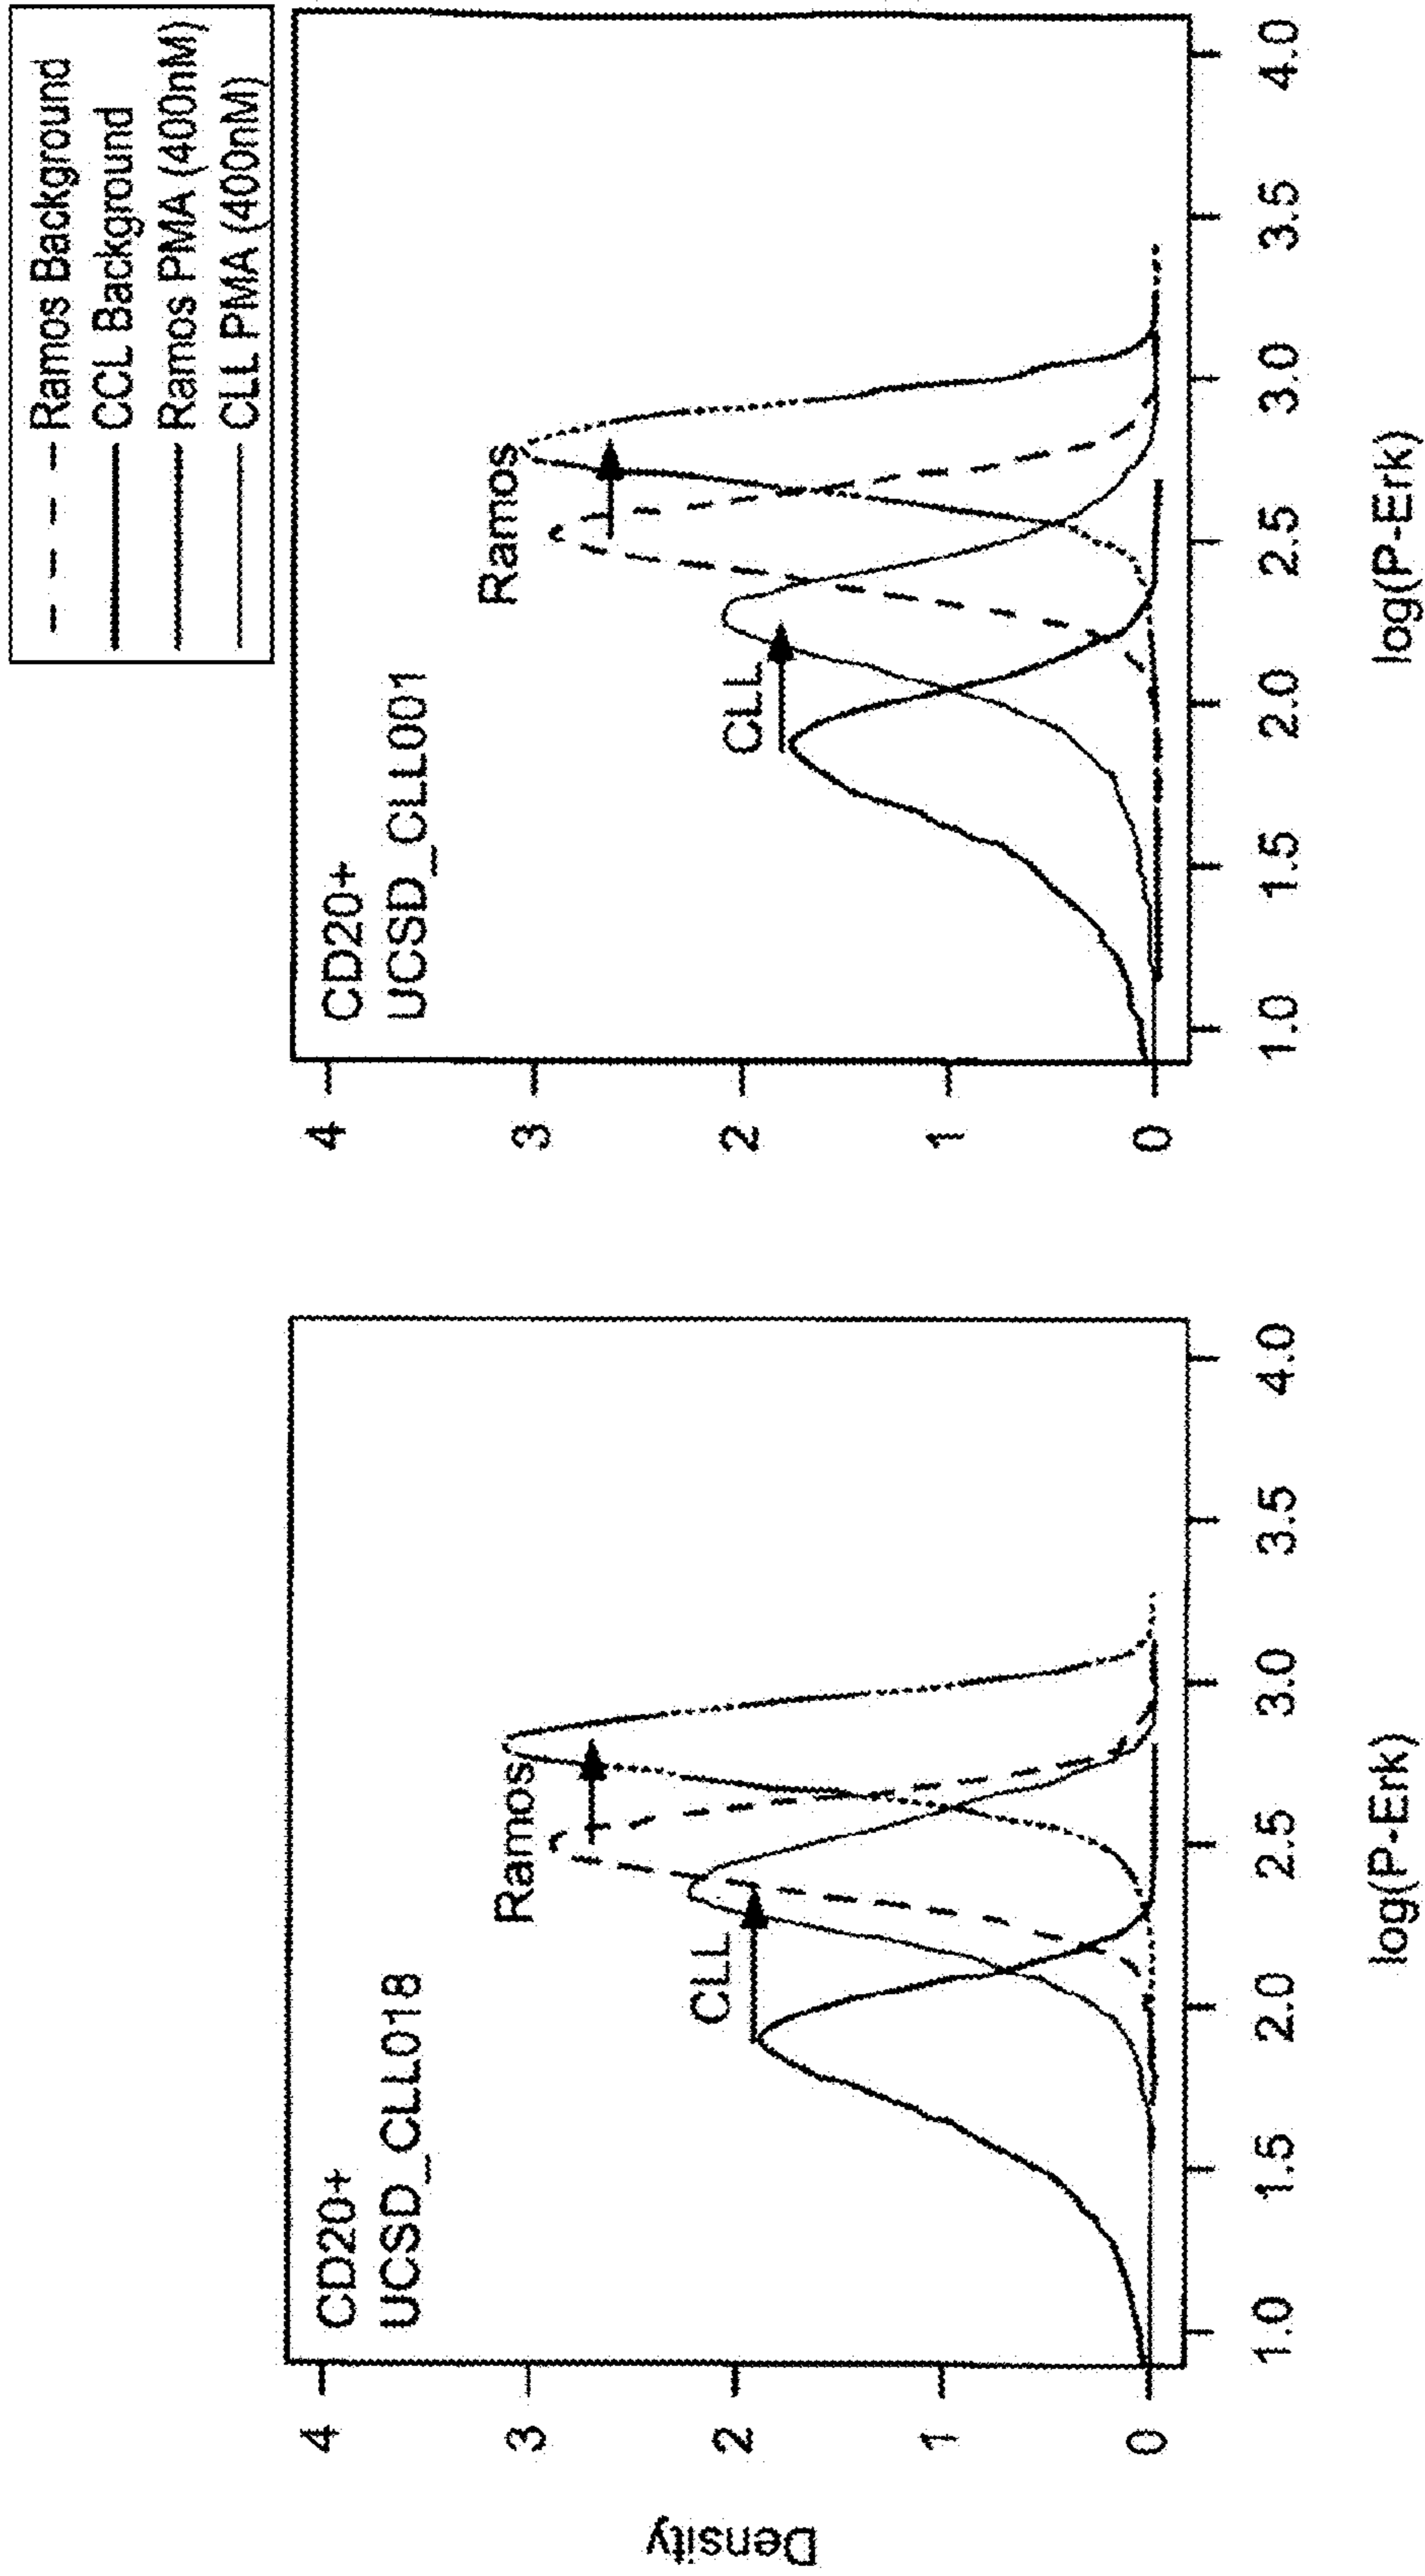 Ramos Background
CCL Background
Ramos PMA (400nM)
CLL PMA (400nM)
CD20+
UCSD_CLL018
Ramos
CLL
Density
4
3
2
1
0
1.0
1.5
2.0
2.5
3.0
3.5
4.0
log(P-Erk)
CD20+
UCSD_CLL001
Ramos
CLL
4
3
2
1
0
1.0
1.5
2.0
2.5
3.0
3.5
4.0
log(P-Erk)